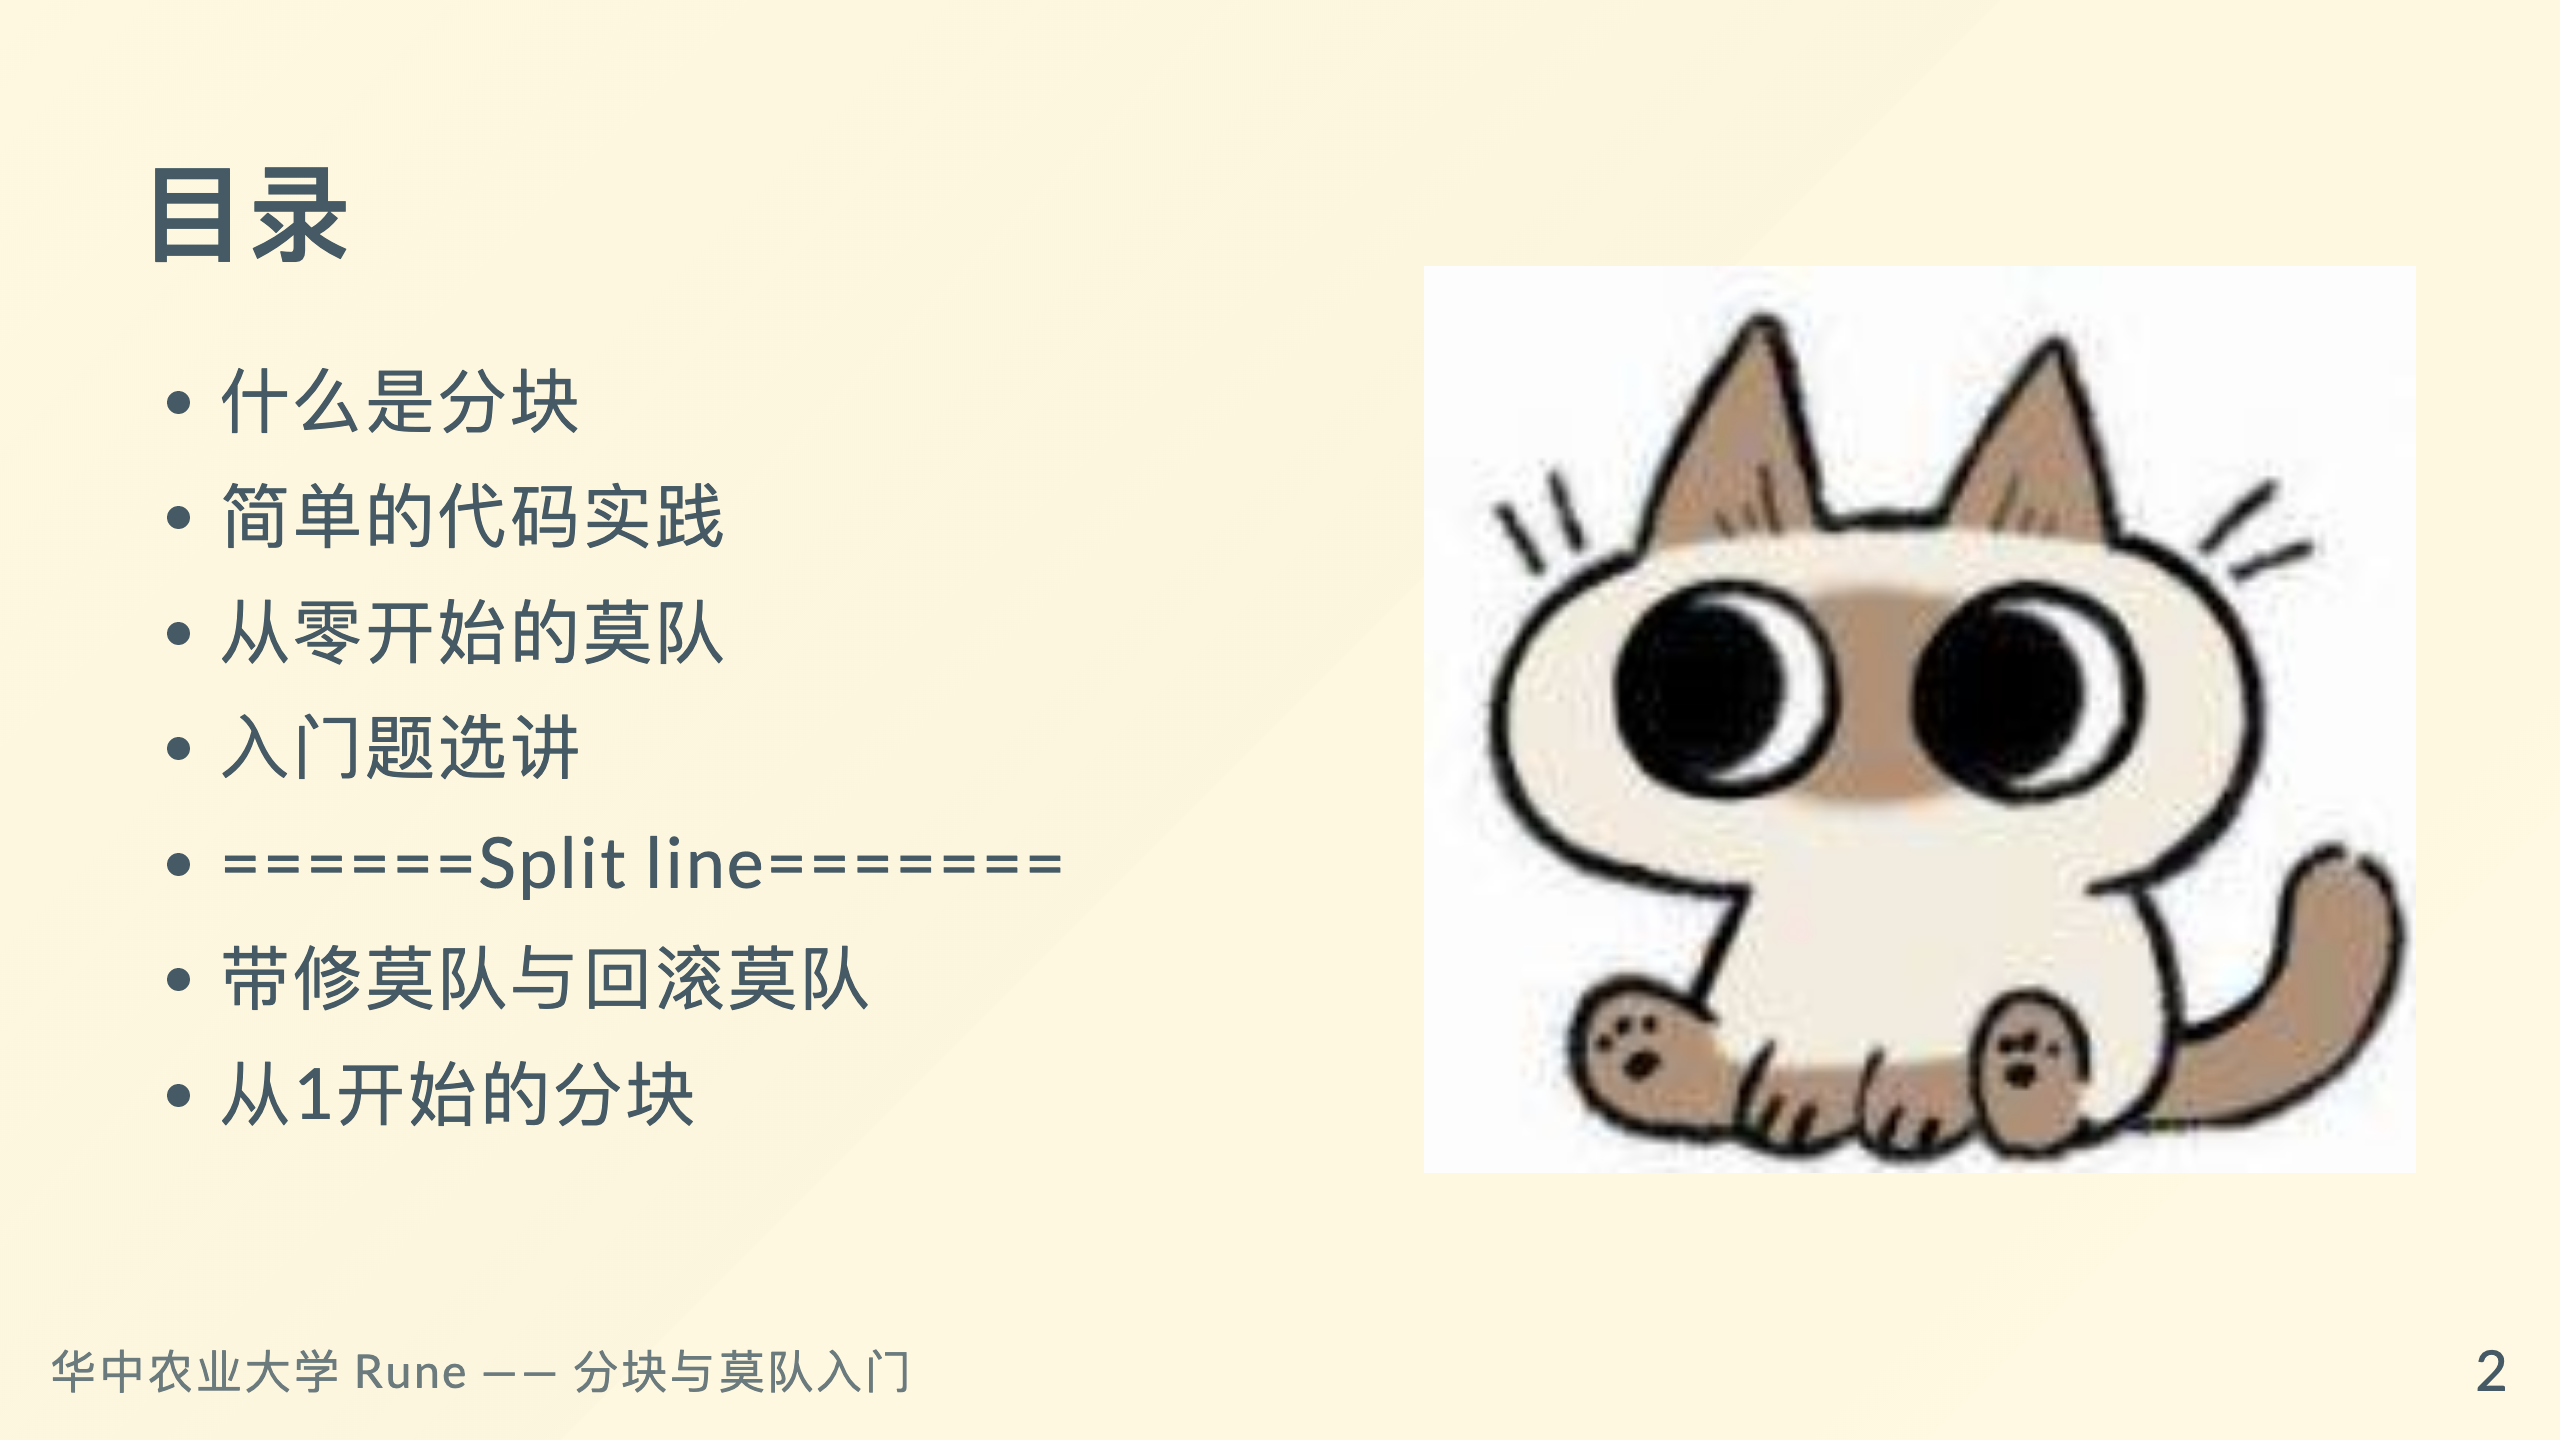 目录
什么是分块
简单的代码实践
从零开始的莫队
入门题选讲
======Split line=======
带修莫队与回滚莫队
从1开始的分块
华中农业大学 Rune —— 分块与莫队入门
2